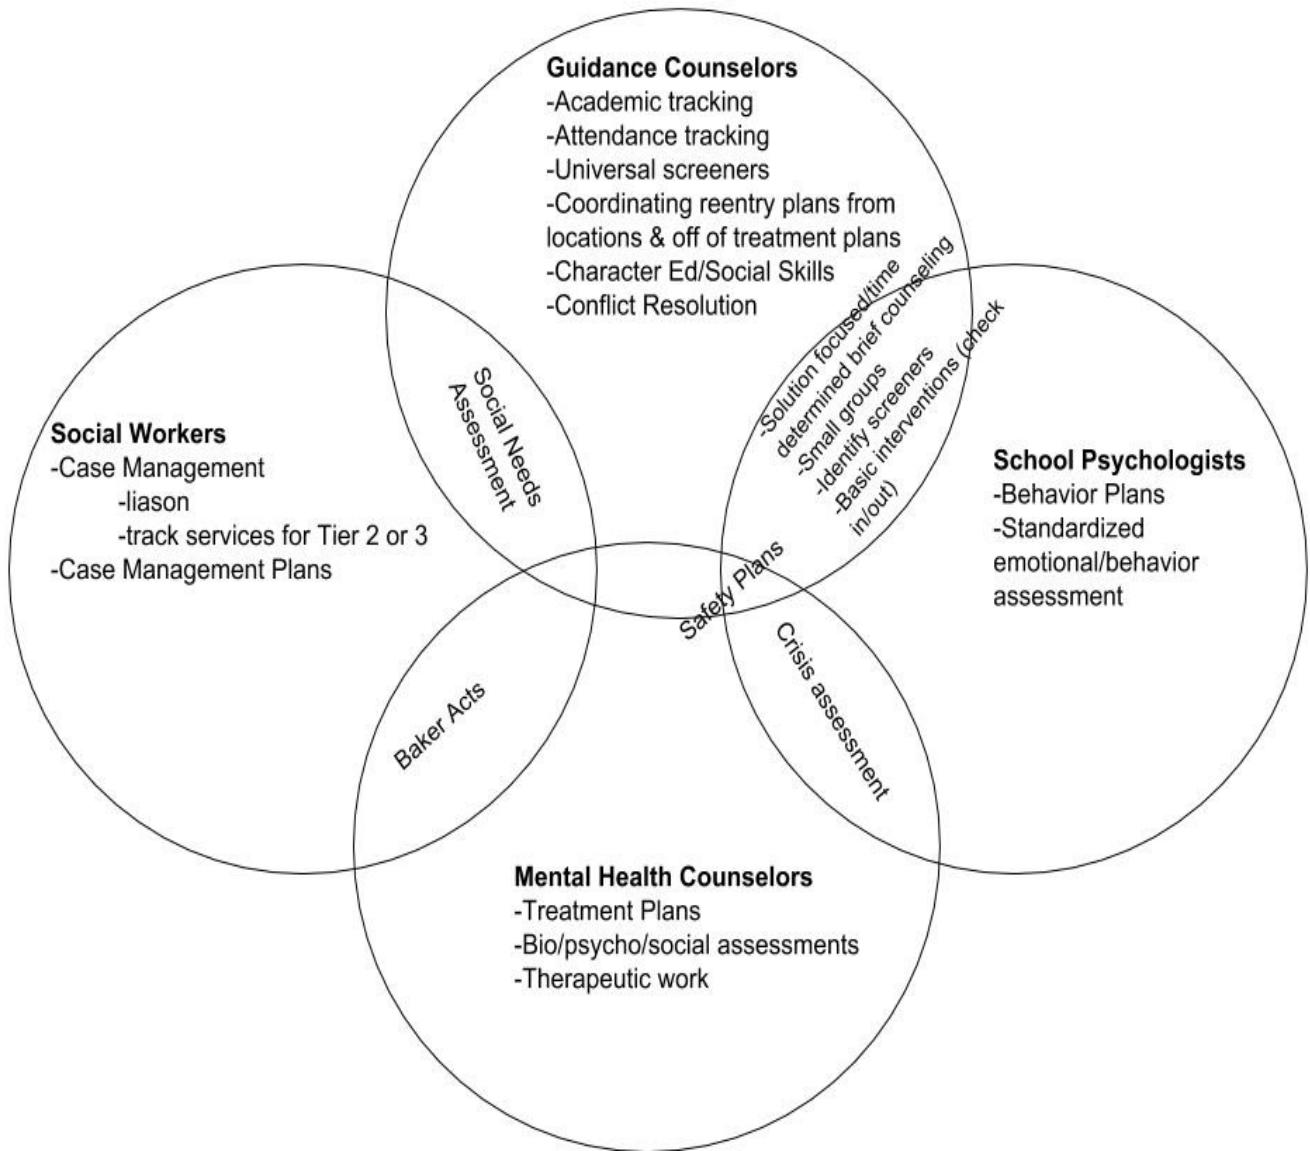 Guidance Counselors
-Academic tracking
-Attendance tracking
-Universal screeners
-Coordinating reentry plans from
locations & off of treatment plans
-Character Ed/Social Skills
-Conflict Resolution
-Solution focused/time
determined brief counseling
-Small groups
-Identify screeners
-Basic interventions (check
in/out)
Social Needs
Assessment
Social Workers
-Case Management
-liason
-track services for Tier 2 or 3
-Case Management Plans
School Psychologists
-Behavior Plans
-Standardized
emotional/behavior
assessment
Safety Plans
Crisis assessment
Baker Acts
Mental Health Counselors
-Treatment Plans
-Bio/psycho/social assessments
-Therapeutic work